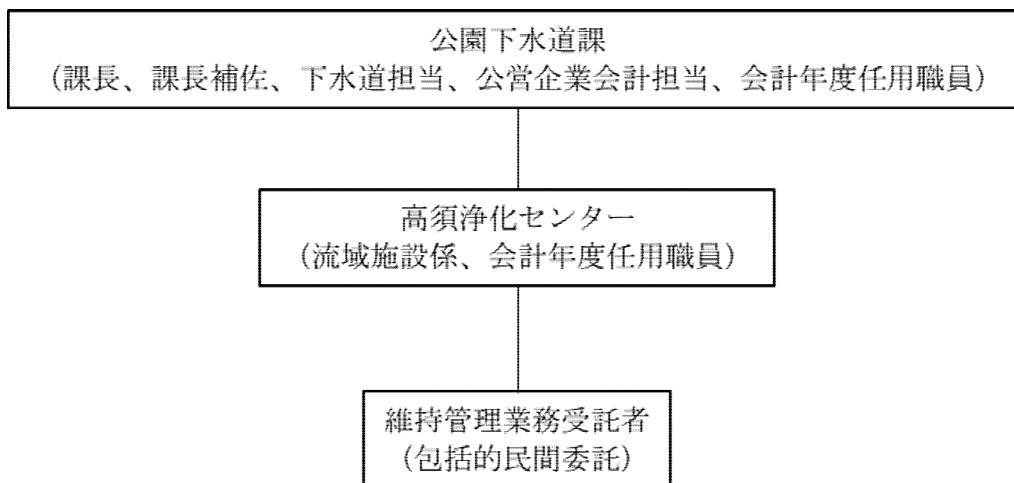 公園下水道課
（課長、課長補佐、下水道担当、公営企業会計担当、会計年度任用職員）
高須浄化センター
（流域施設係、会計年度任用職員）
維持管理業務受託者
（包括的民間委託）